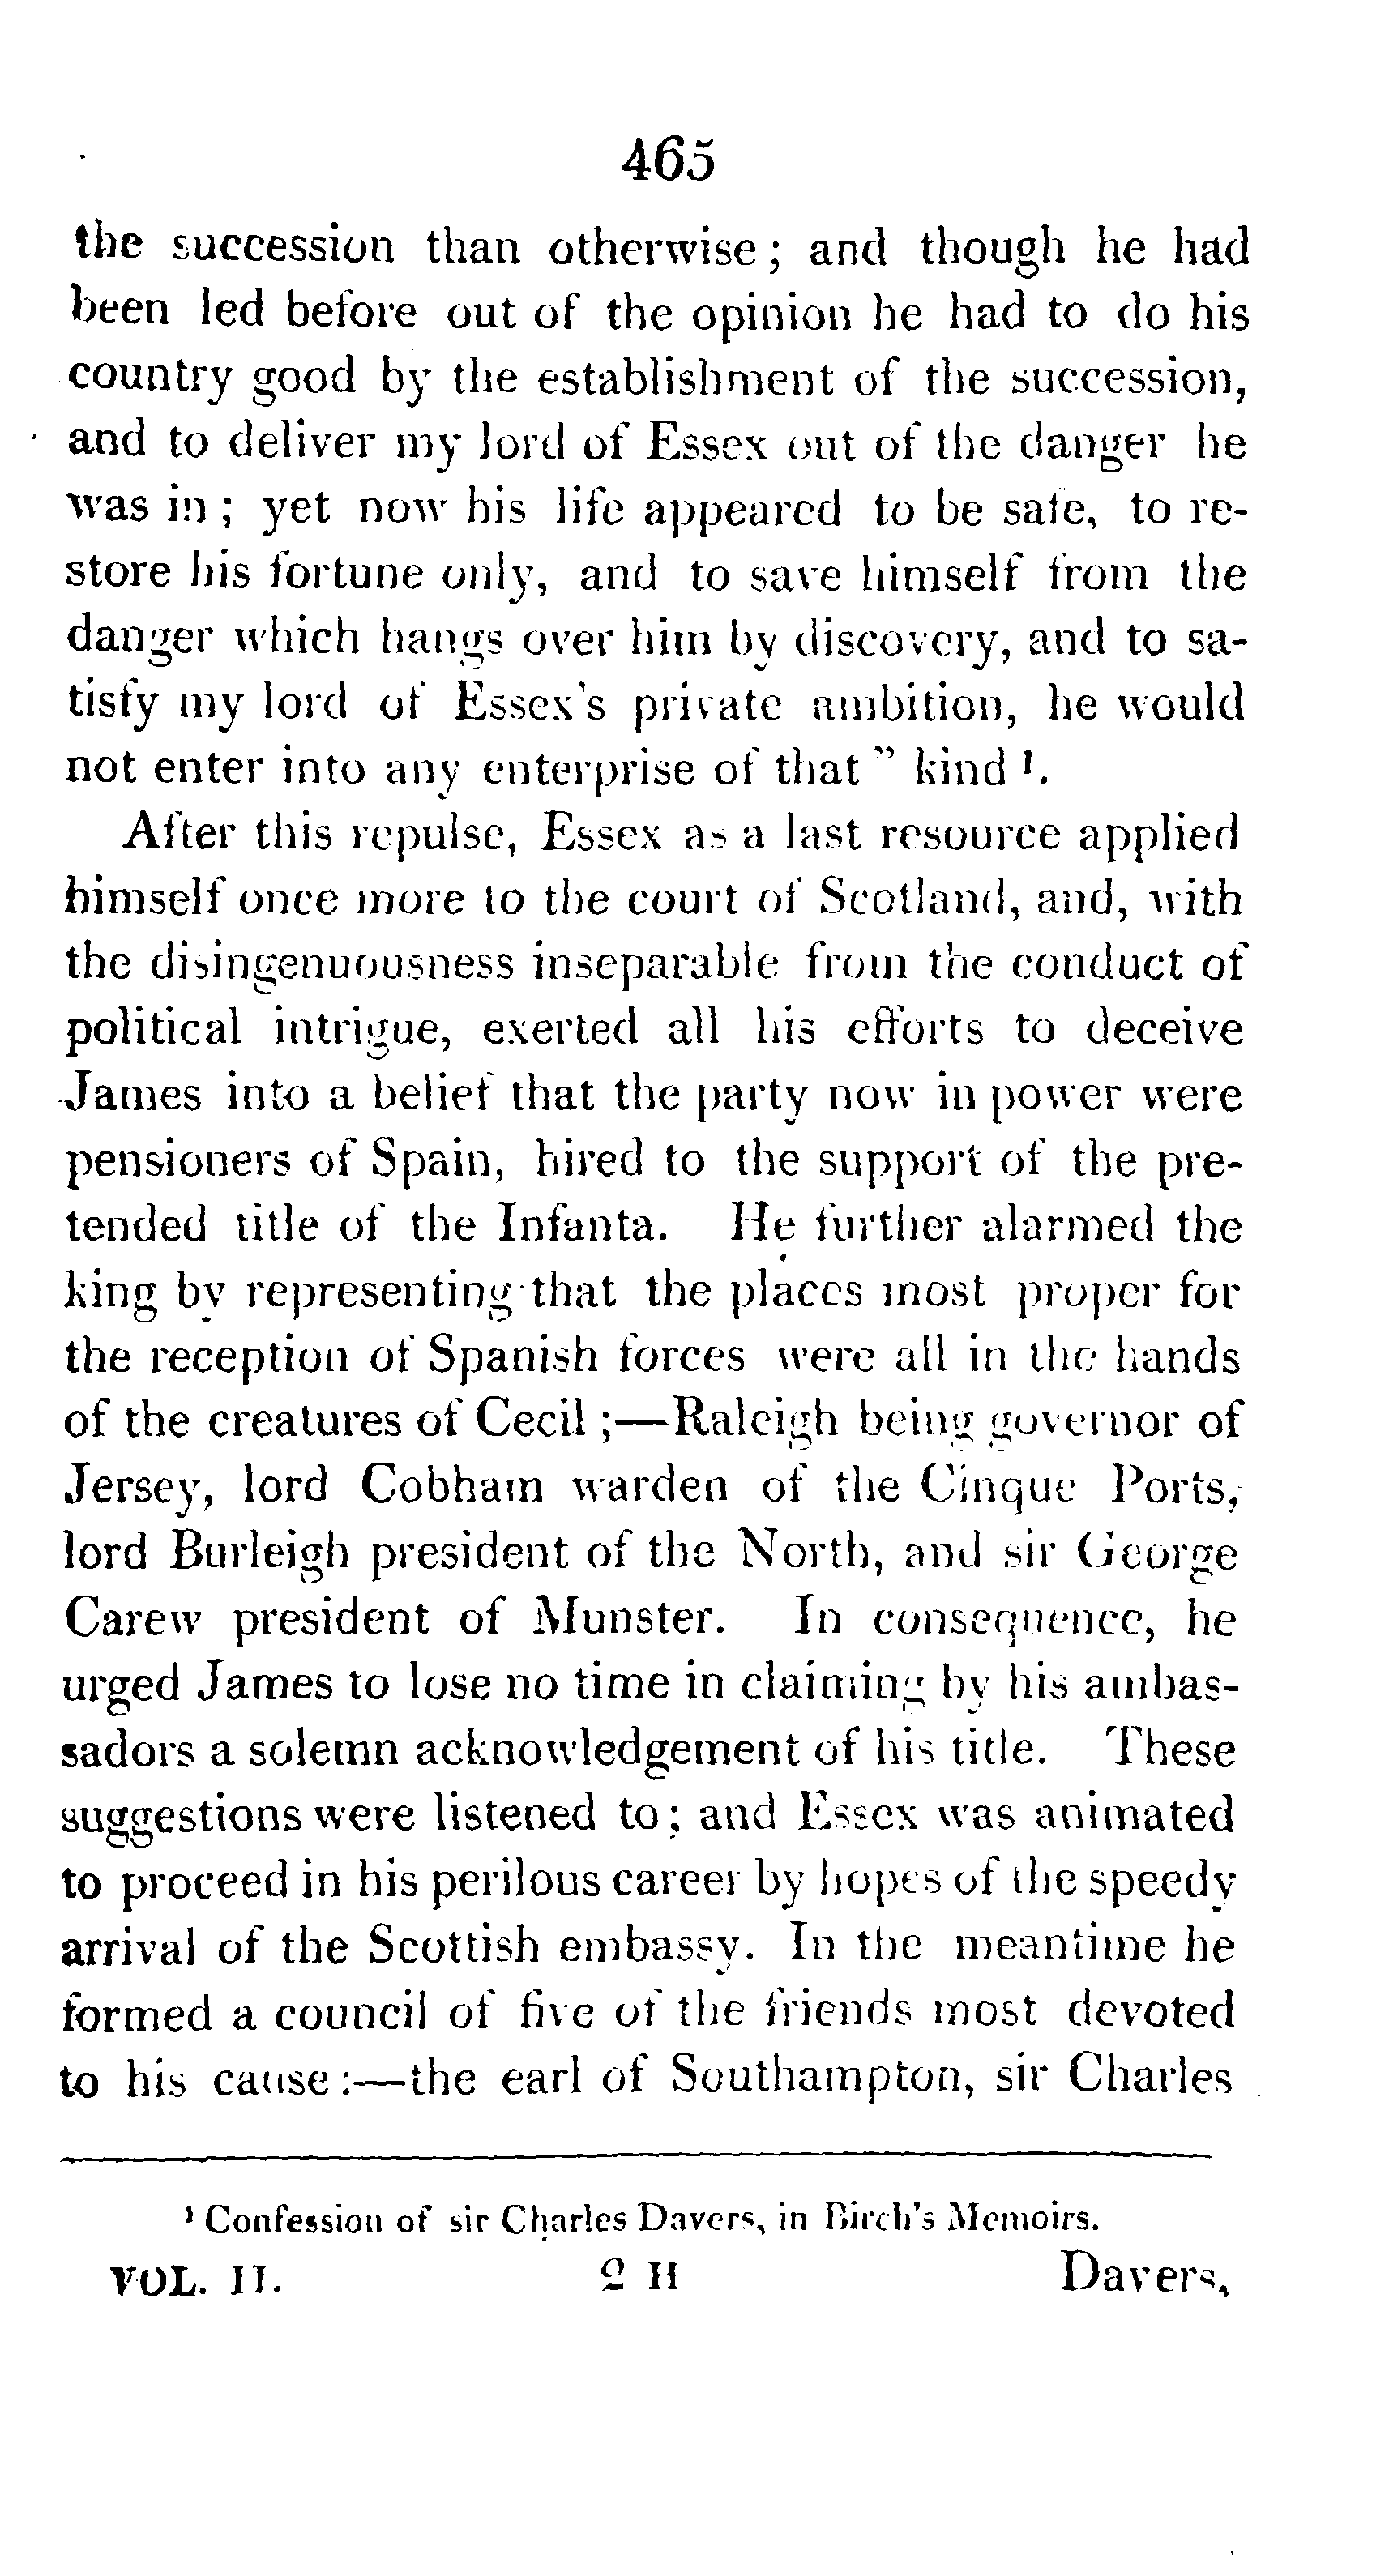 465
the succession than otherwise; and though he had
been led before out of the opinion he had to do his
country good by the establishment of the succession,
and to deliver my lord of Essex out of the danger he
was in; yet now his life appeared to be safe, to re-
store his fortune only, and to save himself from the
danger which hangs over him by discovery, and to sa-
tisfy my lord of Essex's private ambition, he would
not enter into any enterprise of that" kind ¹.
After this repulse, Essex as a last resource applied
himself once more to the court of Scotland, and, with
the disingenuousness inseparable from the conduct of
political intrigue, exerted all his efforts to deceive
James into a belief that the party now in power were
pensioners of Spain, hired to the support of the pre-
tended title of the Infanta. He further alarmed the
king by representing that the places most proper for
the reception of Spanish forces were all in the hands
of the creatures of Cecil;—Raleigh being governor of
Jersey, lord Cobham warden of the Cinque Ports,
lord Burleigh president of the North, and sir George
Carew president of Munster. In consequence, he
urged James to lose no time in claiming by his ambas-
sadors a solemn acknowledgement of his title. These
suggestions were listened to; and Essex was animated
to proceed in his perilous career by hopes of the speedy
arrival of the Scottish embassy. In the meantime he
formed a council of five of the friends most devoted
to his cause:—the earl of Southampton, sir Charles
¹ Confession of sir Charles Davers, in Birch's Memoirs.
VOL. II. 2 H Davers,